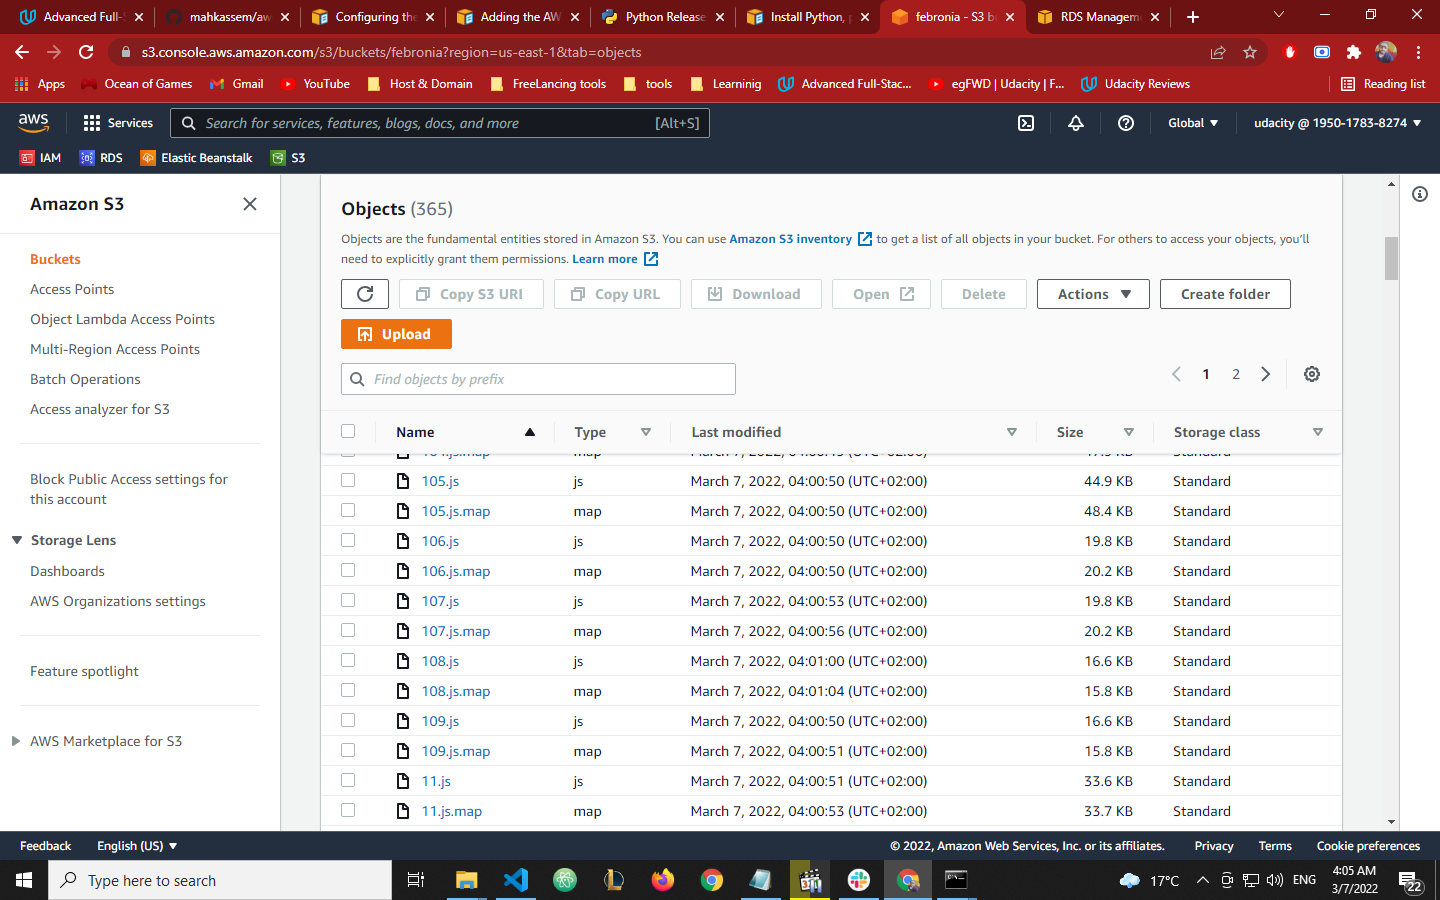 Advanced Full-S
mahkassem/aw
Configuring the
Adding the AW
Python Release
Install Python, p
febronia - S3 b
RDS Managem
s3.console.aws.amazon.com/s3/buckets/febronia?region=us-east-1&tab=objects
Apps
Ocean of Games
Gmail
YouTube
Host & Domain
FreeLancing tools
tools
Learninig
Advanced Full-Stac...
egFWD | Udacity | F...
Udacity Reviews
Reading list
aws
Services
Search for services, features, blogs, docs, and more
[Alt+S]
Global
udacity @ 1950-1783-8274
IAM
RDS
Elastic Beanstalk
S3
Amazon S3
Buckets
Access Points
Object Lambda Access Points
Multi-Region Access Points
Batch Operations
Access analyzer for S3
Block Public Access settings for
this account
Storage Lens
Dashboards
AWS Organizations settings
Feature spotlight
AWS Marketplace for S3
Objects (365)
Objects are the fundamental entities stored in Amazon S3. You can use Amazon S3 inventory to get a list of all objects in your bucket. For others to access your objects, you'll
need to explicitly grant them permissions. Learn more
Copy S3 URI
Copy URL
Download
Open
Delete
Actions
Create folder
Upload
Find objects by prefix
1 2
Name Type Last modified Size Storage class
105.js js March 7, 2022, 04:00:50 (UTC+02:00) 44.9 KB Standard
105.js.map map March 7, 2022, 04:00:50 (UTC+02:00) 48.4 KB Standard
106.js js March 7, 2022, 04:00:50 (UTC+02:00) 19.8 KB Standard
106.js.map map March 7, 2022, 04:00:50 (UTC+02:00) 20.2 KB Standard
107.js js March 7, 2022, 04:00:53 (UTC+02:00) 19.8 KB Standard
107.js.map map March 7, 2022, 04:00:56 (UTC+02:00) 20.2 KB Standard
108.js js March 7, 2022, 04:01:00 (UTC+02:00) 16.6 KB Standard
108.js.map map March 7, 2022, 04:01:04 (UTC+02:00) 15.8 KB Standard
109.js js March 7, 2022, 04:00:50 (UTC+02:00) 16.6 KB Standard
109.js.map map March 7, 2022, 04:00:51 (UTC+02:00) 15.8 KB Standard
11.js js March 7, 2022, 04:00:51 (UTC+02:00) 33.6 KB Standard
11.js.map map March 7, 2022, 04:00:53 (UTC+02:00) 33.7 KB Standard
Feedback
English (US)
© 2022, Amazon Web Services, Inc. or its affiliates.
Privacy
Terms
Cookie preferences
Type here to search
17°C
ENG
4:05 AM
3/7/2022
22